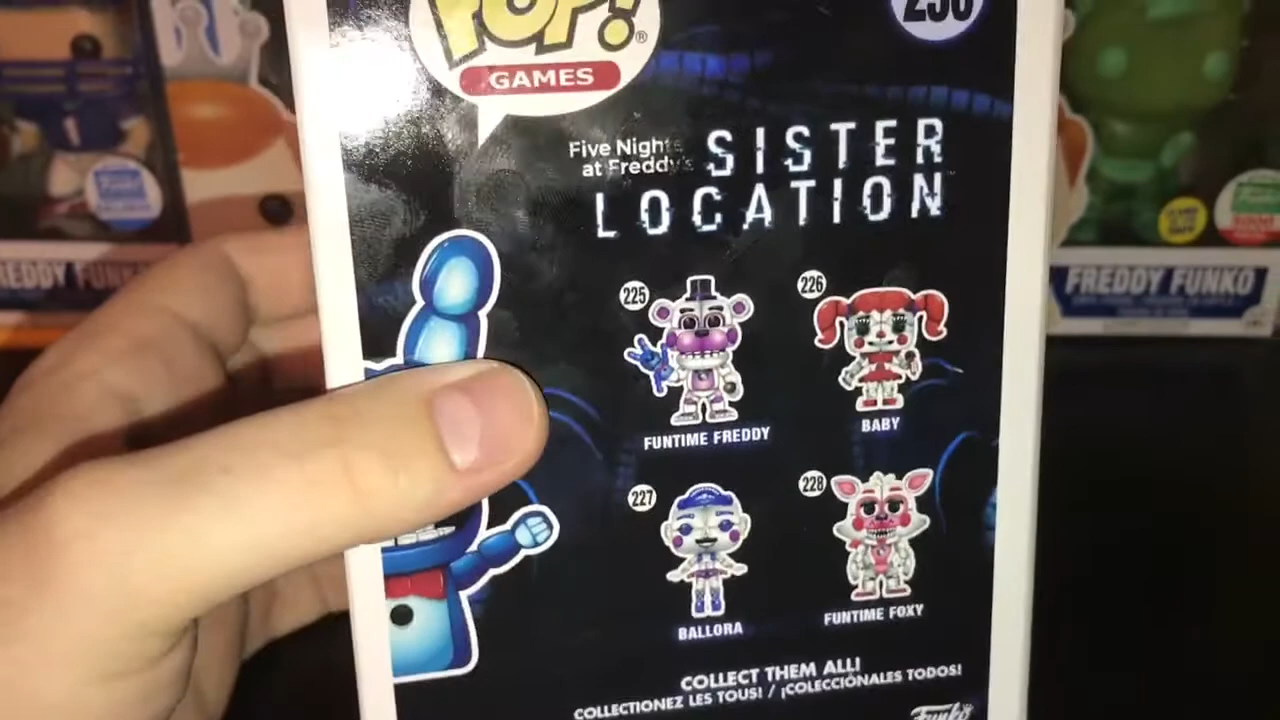 POP!
GAMES
Five Nights
at Freddy's
SISTER
LOCATION
225
226
FUNTIME FREDDY
BABY
227
228
BALLORA
FUNTIME FOXY
COLLECT THEM ALL!
COLLECTIONEZ LES TOUS! / ¡COLECCIÓNALES TODOS!
Funko
FREDDY FUNKO
FREDDY FUNK